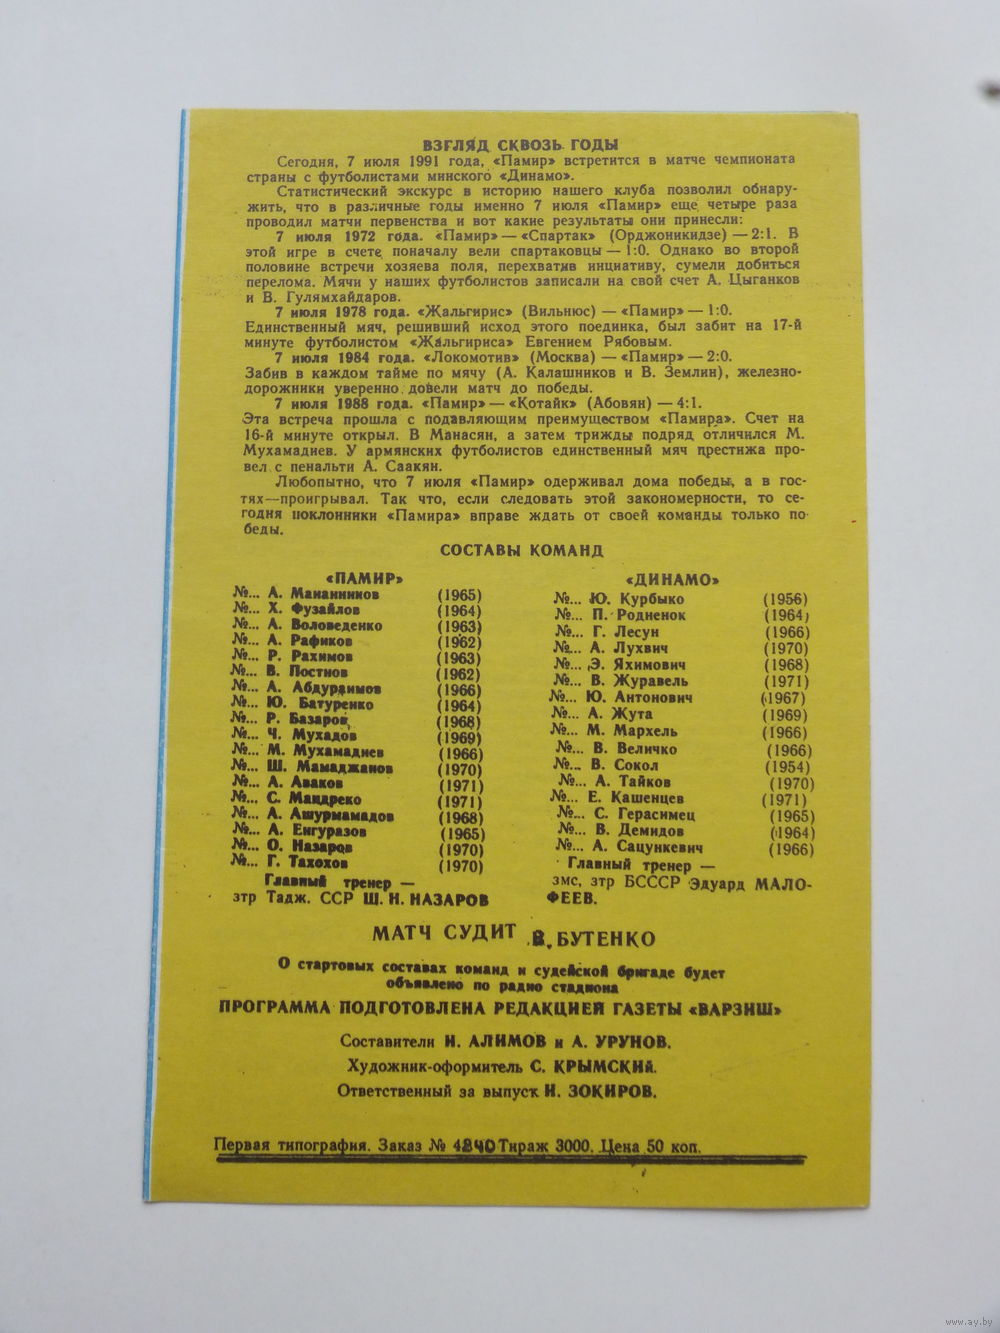 ВЗГЛЯД СКВОЗЬ ГОДЫ
Сегодня, 7 июля 1991 года, «Памир» встретится в матче чемпионата
страны с футболистами минского «Динамо».
Статистический экскурс в историю нашего клуба позволил обнару-
жить, что в различные годы именно 7 июля «Памир» еще четыре раза
проводил матчи первенства и вот какие результаты они принесли:
7 июля 1972 года. «Памир» — «Спартак» (Орджоникидзе) — 2:1. В
этой игре в счете поначалу вели спартаковцы — 1:0. Однако во второй
половине встречи хозяева поля, перехватив инциативу, сумели добиться
перелома. Мячи у наших футболистов записали на свой счет А. Цыганков
и В. Гулямхайдаров.
7 июля 1978 года. «Жальгирис» (Вильнюс) — «Памир» — 1:0.
Единственный мяч, решивший исход этого поединка, был забит на 17-й
минуте футболистом «Жальгириса» Евгением Рябовым.
7 июля 1984 года. «Локомотив» (Москва) — «Памир» — 2:0.
Забив в каждом тайме по мячу (А. Калашников и В. Землин), железно-
дорожники уверенно довели матч до победы.
7 июля 1988 года. «Памир» — «Котайк» (Абовян) — 4:1.
Эта встреча прошла с подавляющим преимуществом «Памира». Счет на
16-й минуте открыл. В Манасян, а затем трижды подряд отличился М.
Мухамадиев. У армянских футболистов единственный мяч престижа про-
вел с пенальти А. Саакян.
Любопытно, что 7 июля «Памир» одерживал дома победы, а в гос-
тях—проигрывал. Так что, если следовать этой закономерности, то се-
годня поклонники «Памира» вправе ждать от своей команды только по-
беды.
СОСТАВЫ КОМАНД
«ПАМИР»
№... А. Мананников (1965)
№... Х. Фузайлов (1964)
№... А. Воловеденко (1963)
№... А. Рафиков (1962)
№... Р. Рахимов (1963)
№... В. Постнов (1962)
№... А. Абдураимов (1966)
№... Ю. Батуренко (1964)
№... Р. Базаров (1968)
№... Ч. Мухадов (1969)
№... М. Мухамадиев (1966)
№... Ш. Мамаджанов (1970)
№... А. Аваков (1971)
№... С. Мандреко (1971)
№... А. Ашурмамадов (1968)
№... А. Енгуразов (1965)
№... О. Назаров (1970)
№... Г. Тахохов (1970)
Главный тренер —
зтр Тадж. ССР Ш. Н. НАЗАРОВ
«ДИНАМО»
№... Ю. Курбыко (1956)
№... П. Родненок (1964)
№... Г. Лесун (1966)
№... А. Лухвич (1970)
№... Э. Яхимович (1968)
№... В. Журавель (1971)
№... Ю. Антонович (1967)
№... А. Жута (1969)
№... М. Мархель (1966)
№... В. Величко (1966)
№... В. Сокол (1954)
№... А. Тайков (1970)
№... Е. Кашенцев (1971)
№... С. Герасимец (1965)
№... В. Демидов (1964)
№... А. Сацункевич (1966)
Главный тренер —
змс, зтр БСССР Эдуард МАЛО-
ФЕЕВ.
МАТЧ СУДИТ В. БУТЕНКО
О стартовых составах команд и судейской бригаде будет
объявлено по радио стадиона
ПРОГРАММА ПОДГОТОВЛЕНА РЕДАКЦИЕЙ ГАЗЕТЫ «ВАРЗИШ»
Составители И. АЛИМОВ и А. УРУНОВ.
Художник-оформитель С. КРЫМСКИЙ.
Ответственный за выпуск И. ЗОКИРОВ.
Первая типография. Заказ № 4840 Тираж 3000. Цена 50 коп.
www.ay.by